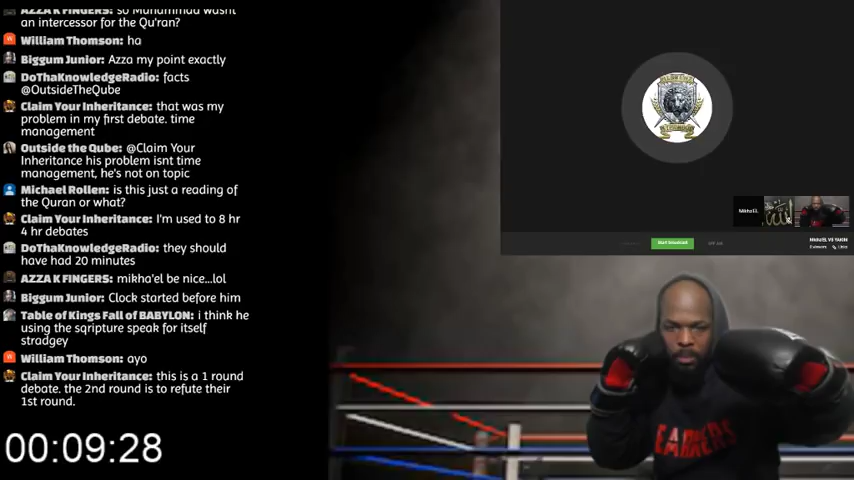 AZZA K FINGERS: so Muhammad wasnt
an intercessor for the Qu'ran?
William Thomson: ha
Biggum Junior: Azza my point exactly
DoThaKnowledgeRadio: facts
@OutsideTheQube
Claim Your Inheritance: that was my
problem in my first debate. time
management
Outside the Qube: @Claim Your
Inheritance his problem isnt time
management, he's not on topic
Michael Rollen: is this just a reading of
the Quran or what?
Claim Your Inheritance: I'm used to 8 hr
4 hr debates
DoThaKnowledgeRadio: they should
have had 20 minutes
AZZA K FINGERS: mikha'el be nice...lol
Biggum Junior: Clock started before him
Table of Kings Fall of BABYLON: i think he
using the sqripture speak for itself
stradgey
William Thomson: ayo
Claim Your Inheritance: this is a 1 round
debate. the 2nd round is to refute their
1st round.
00:09:28
Start broadcast